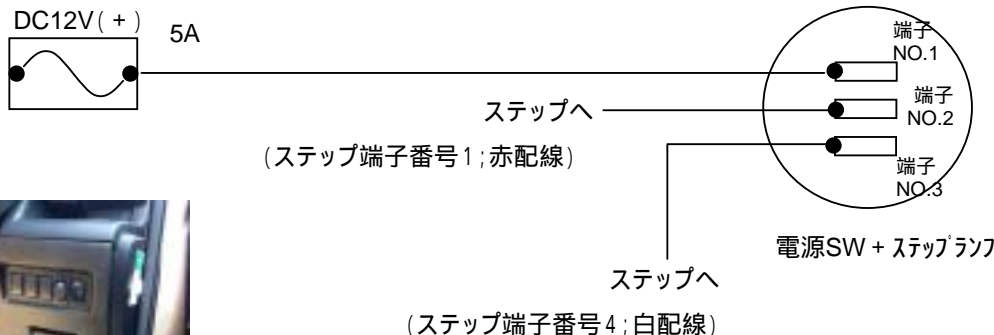 DC12V(+)
5A
端子
NO.1
ステップへ
端子
NO.2
(ステップ端子番号1;赤配線)
端子
NO.3
電源SW+ステップランプ
ステップへ
(ステップ端子番号4;白配線)